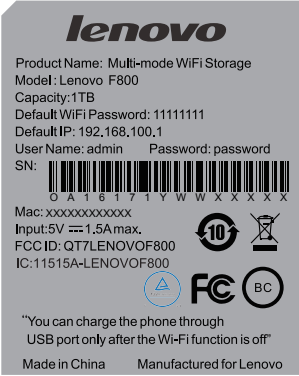 lenovo
Product Name: Multi-mode WiFi Storage
Model: Lenovo F800
Capacity:1TB
Default WiFi Password: 11111111
Default IP: 192.168.100.1
User Name: admin Password: password
SN:
OA16171YWWXXXXX
Mac: xxxxxxxxxxxxx
Input:5V⎓1.5A max.
FCC ID: QT7LENOVOF800
IC:11515A-LENOVOF800
10
FC
BC
"You can charge the phone through
USB port only after the Wi-Fi function is off"
Made in China Manufactured for Lenovo